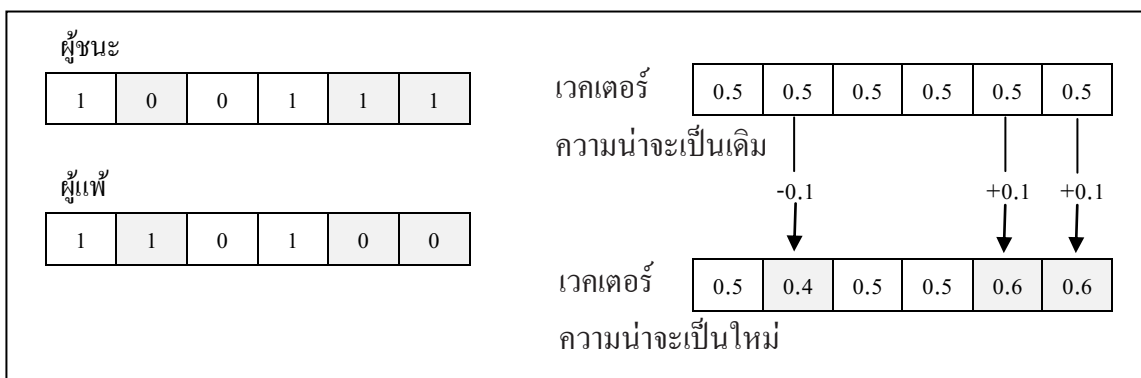 ผู้ชนะ
1 0 0 1 1 1
ผู้แพ้
1 1 0 1 0 0
เวคเตอร์ 0.5 0.5 0.5 0.5 0.5 0.5
ความน่าจะเป็นเดิม
-0.1 +0.1 +0.1
เวคเตอร์ 0.5 0.4 0.5 0.5 0.6 0.6
ความน่าจะเป็นใหม่